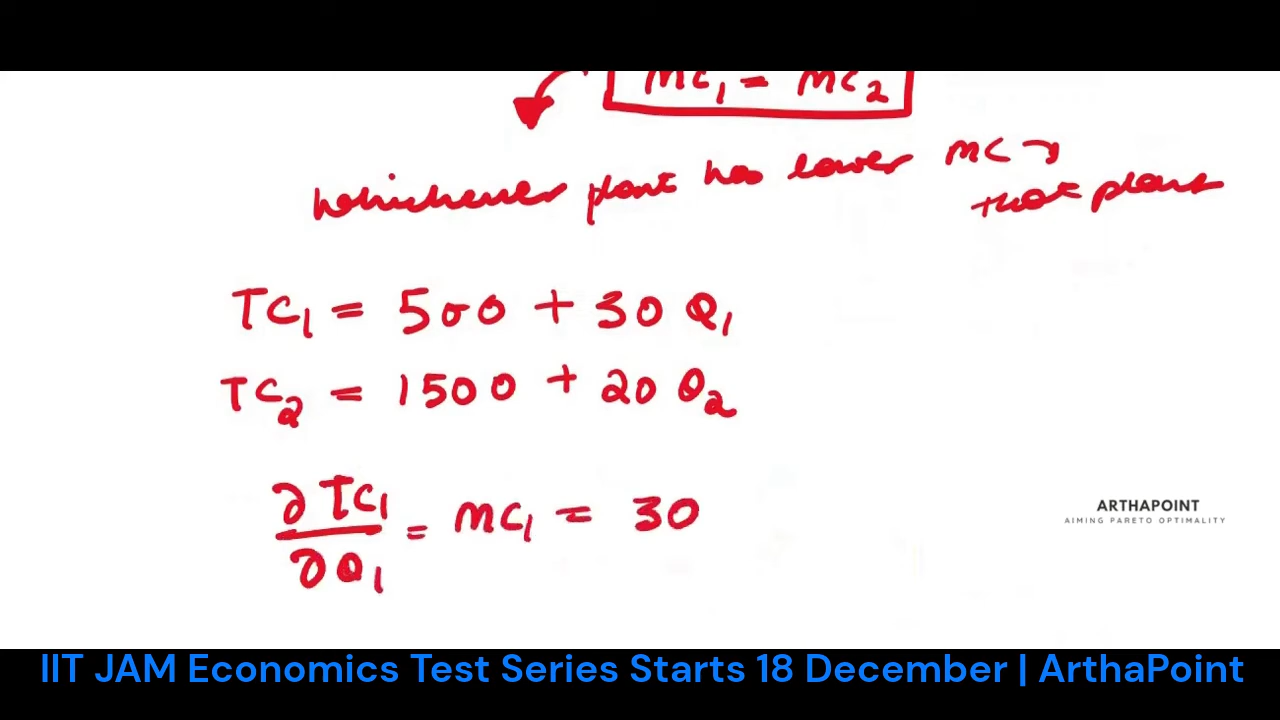 MC₁ = MC₂
whichever plant has lower MC →
that plant
TC₁ = 500 + 30 Q₁
TC₂ = 1500 + 20 Q₂
∂TC₁/∂Q₁ = MC₁ = 30
ARTHAPOINT
AIMING PARETO OPTIMALITY
IIT JAM Economics Test Series Starts 18 December | ArthaPoint